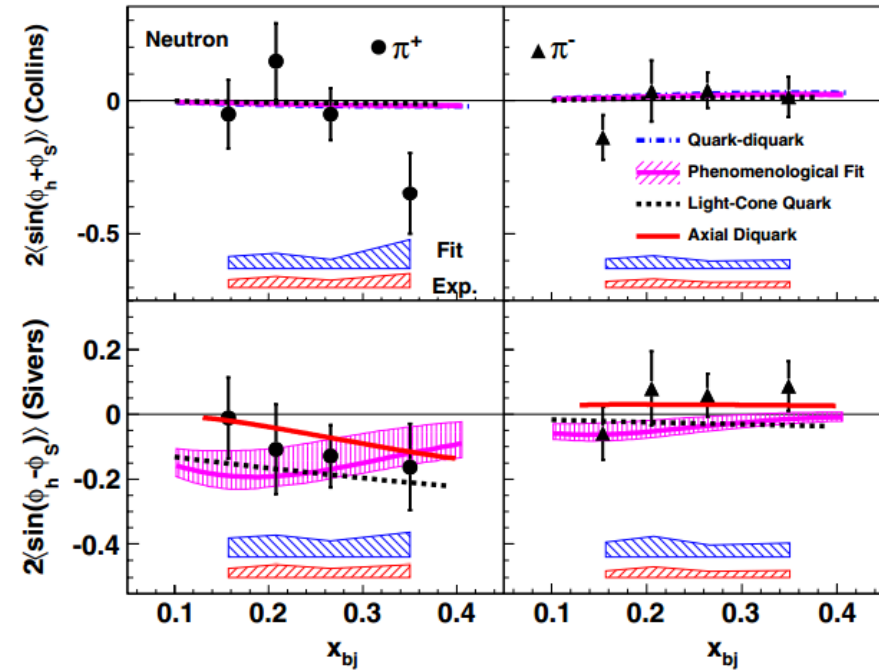 Neutron
π+
π-
2⟨sin(ϕh+ϕS)⟩ (Collins)
0
-0.5
Quark-diquark
Phenomenological Fit
Light-Cone Quark
Axial Diquark
Fit
Exp.
2⟨sin(ϕh-ϕS)⟩ (Sivers)
0.2
0
-0.2
-0.4
0.1 0.2 0.3 0.4 0.1 0.2 0.3 0.4
xbj xbj